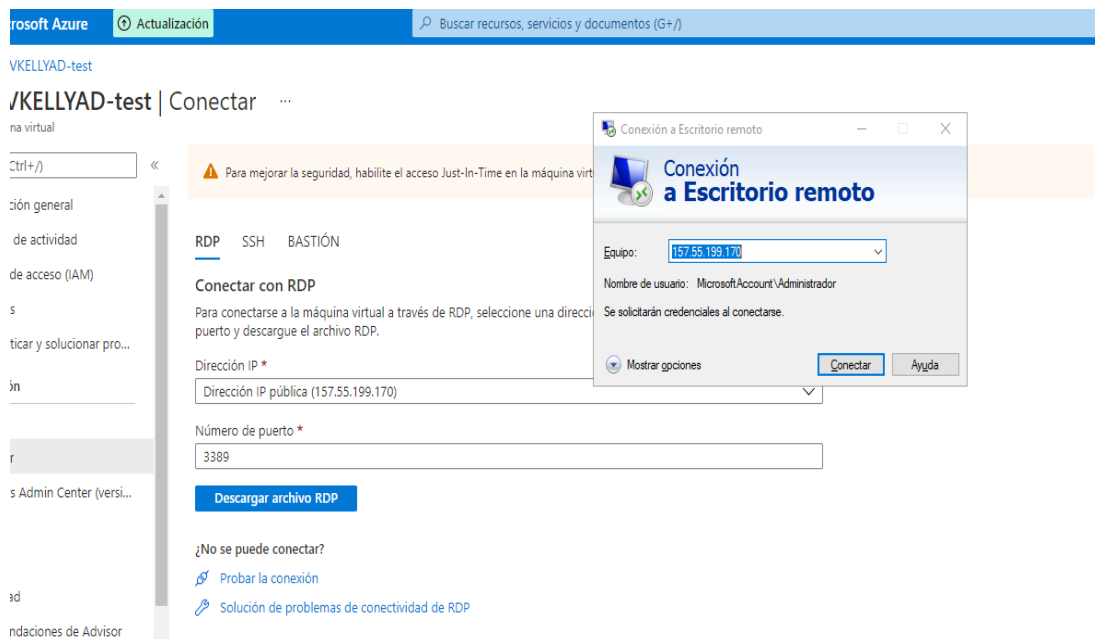 rosoft Azure
Actualización
Buscar recursos, servicios y documentos (G+/)
VKELLYAD-test
VKELLYAD-test | Conectar ...
na virtual
Ctrl+/)
«
ción general
de actividad
de acceso (IAM)
s
ticar y solucionar pro...
ón
r
s Admin Center (versi...
ad
ndaciones de Advisor
Para mejorar la seguridad, habilite el acceso Just-In-Time en la máquina virt
RDP SSH BASTIÓN
Conectar con RDP
Para conectarse a la máquina virtual a través de RDP, seleccione una direcci
puerto y descargue el archivo RDP.
Dirección IP *
Dirección IP pública (157.55.199.170)
Número de puerto *
3389
Descargar archivo RDP
¿No se puede conectar?
Probar la conexión
Solución de problemas de conectividad de RDP
Conexión a Escritorio remoto
Conexión
a Escritorio remoto
Equipo: 157.55.199.170
Nombre de usuario: MicrosoftAccount\Administrador
Se solicitarán credenciales al conectarse.
Mostrar opciones
Conectar
Ayuda